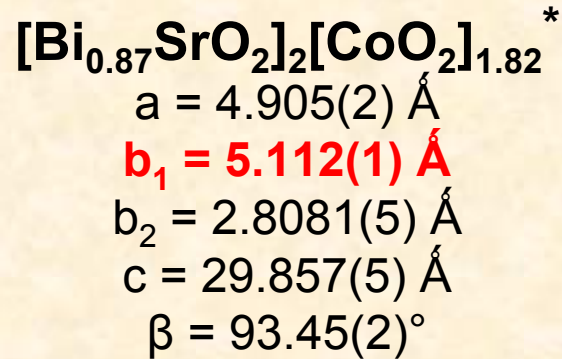 [Bi₀.₈₇SrO₂]₂[CoO₂]₁.₈₂*
a = 4.905(2) Ǻ
b₁ = 5.112(1) Ǻ
b₂ = 2.8081(5) Ǻ
c = 29.857(5) Ǻ
β = 93.45(2)°